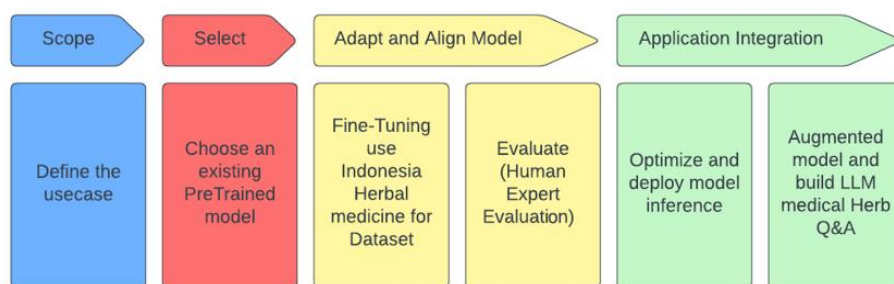 Scope
Select
Adapt and Align Model
Application Integration
Define the
usecase
Choose an
existing
PreTrained
model
Fine-Tuning
use
Indonesia
Herbal
medicine for
Dataset
Evaluate
(Human
Expert
Evaluation)
Optimize and
deploy model
inference
Augmented
model and
build LLM
medical Herb
Q&A